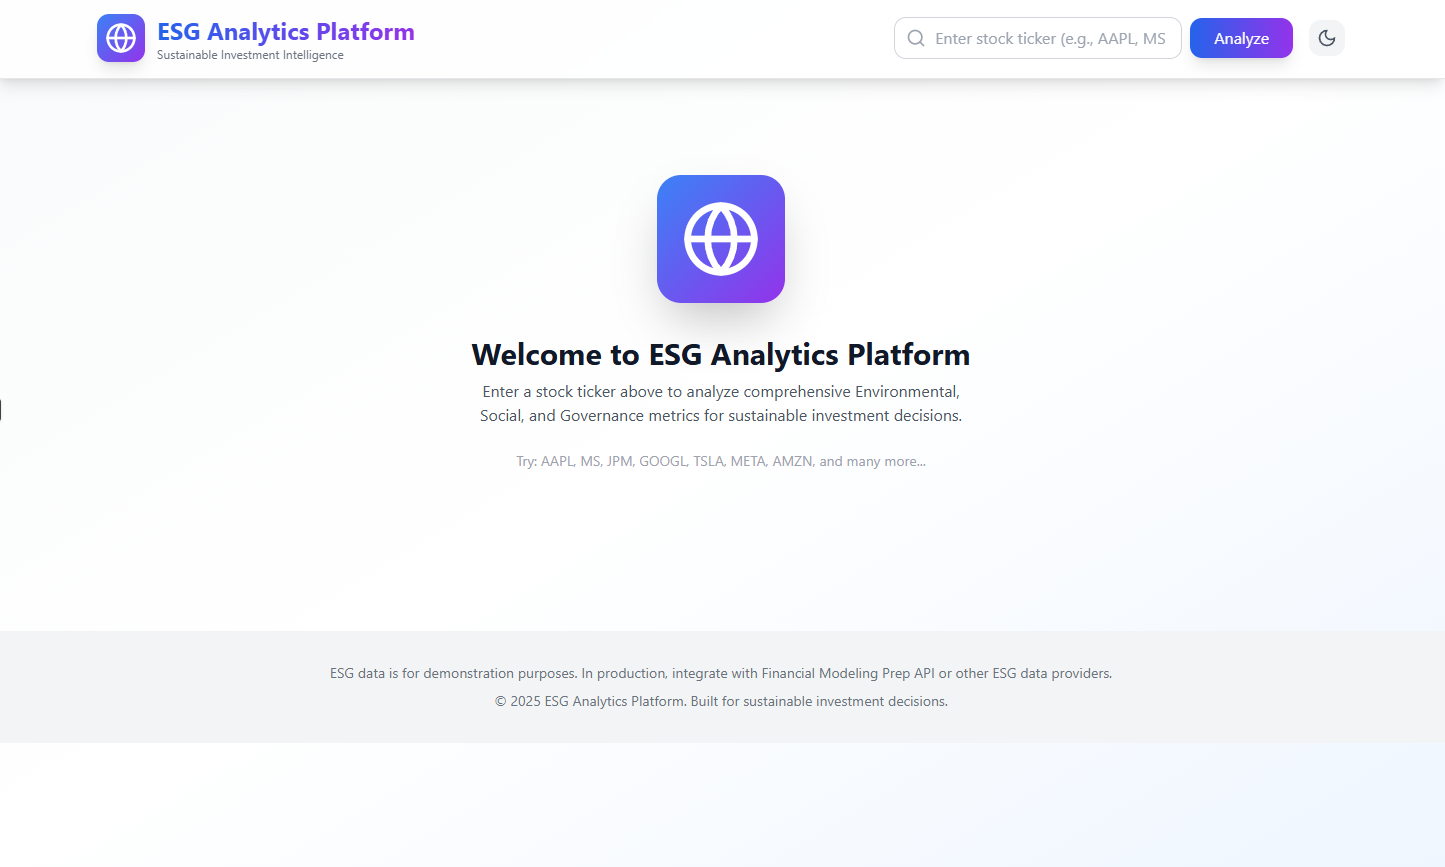 ESG Analytics Platform
Sustainable Investment Intelligence
Enter stock ticker (e.g., AAPL, MS
Analyze
Welcome to ESG Analytics Platform
Enter a stock ticker above to analyze comprehensive Environmental,
Social, and Governance metrics for sustainable investment decisions.
Try: AAPL, MS, JPM, GOOGL, TSLA, META, AMZN, and many more...
ESG data is for demonstration purposes. In production, integrate with Financial Modeling Prep API or other ESG data providers.
© 2025 ESG Analytics Platform. Built for sustainable investment decisions.